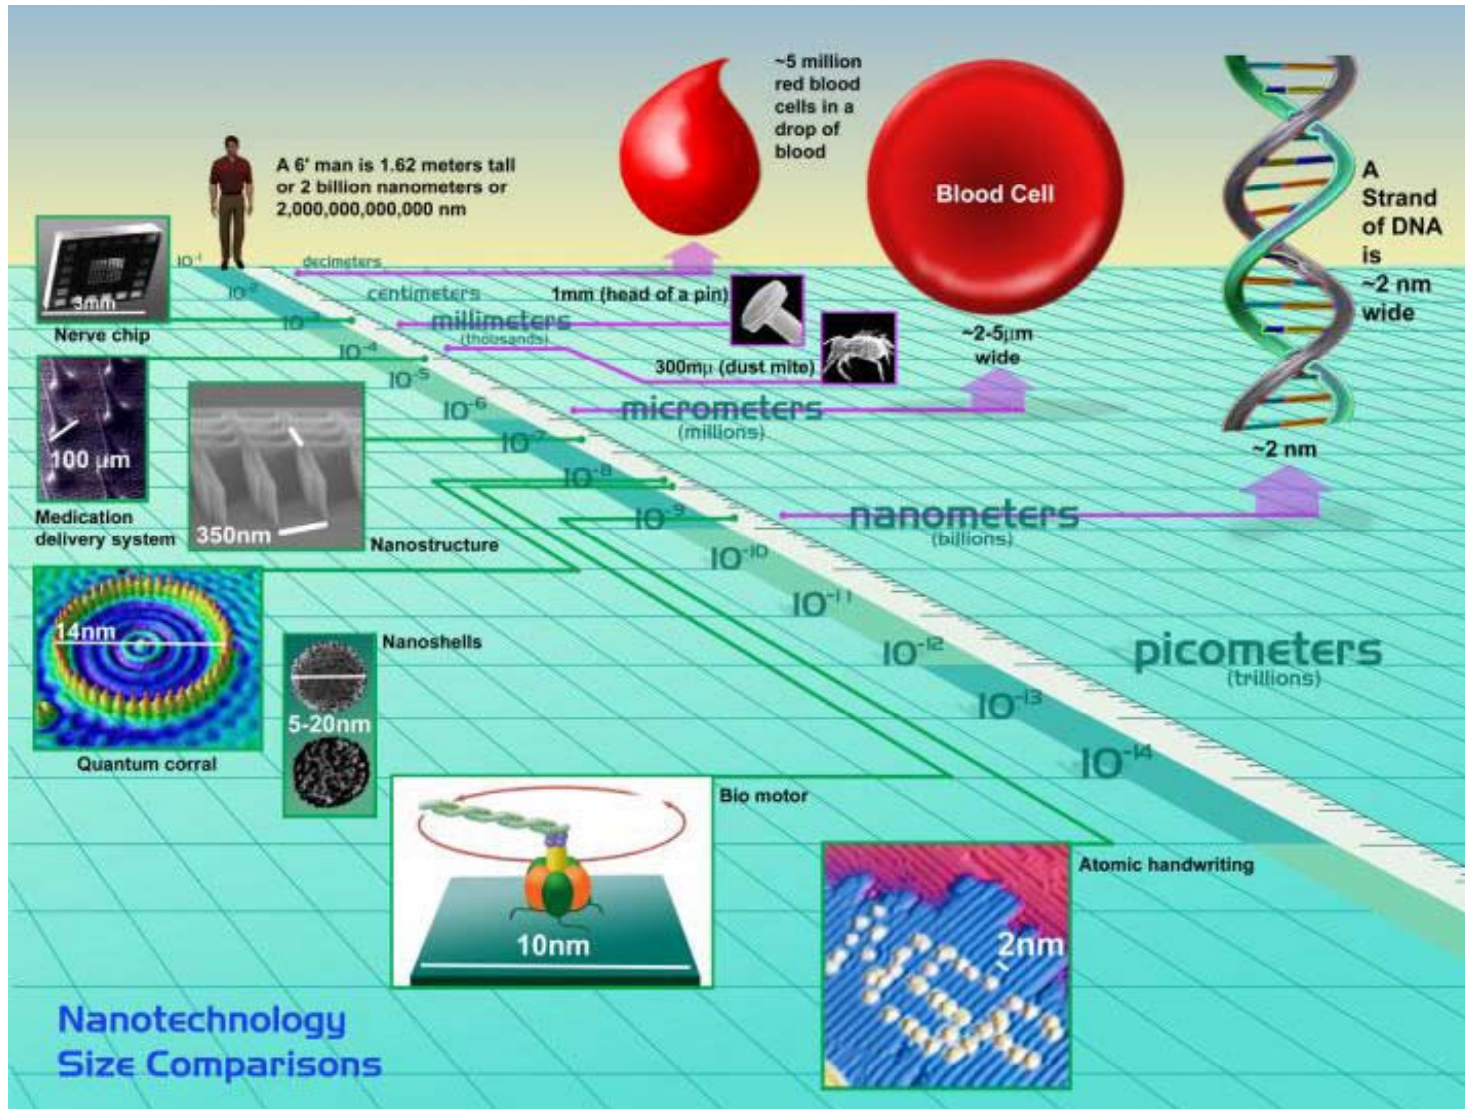 ~5 million
red blood
cells in a
drop of
blood
Blood Cell
A 6' man is 1.62 meters tall
or 2 billion nanometers or
2,000,000,000,000 nm
A
Strand
of DNA
is
~2 nm
wide
10-1
decimeters
10-2
centimeters
1mm (head of a pin)
3mm
Nerve chip
10-3
millimeters
(thousands)
~2-5μm
wide
10-4
300mμ (dust mite)
10-5
10-6
micrometers
(millions)
10-7
~2 nm
100 μm
10-8
Medication
delivery system
350nm
Nanostructure
10-9
nanometers
(billions)
10-10
10-11
14nm
Nanoshells
10-12
picometers
(trillions)
5-20nm
10-13
Quantum corral
10-14
Bio motor
Atomic handwriting
10nm
2nm
Nanotechnology
Size Comparisons